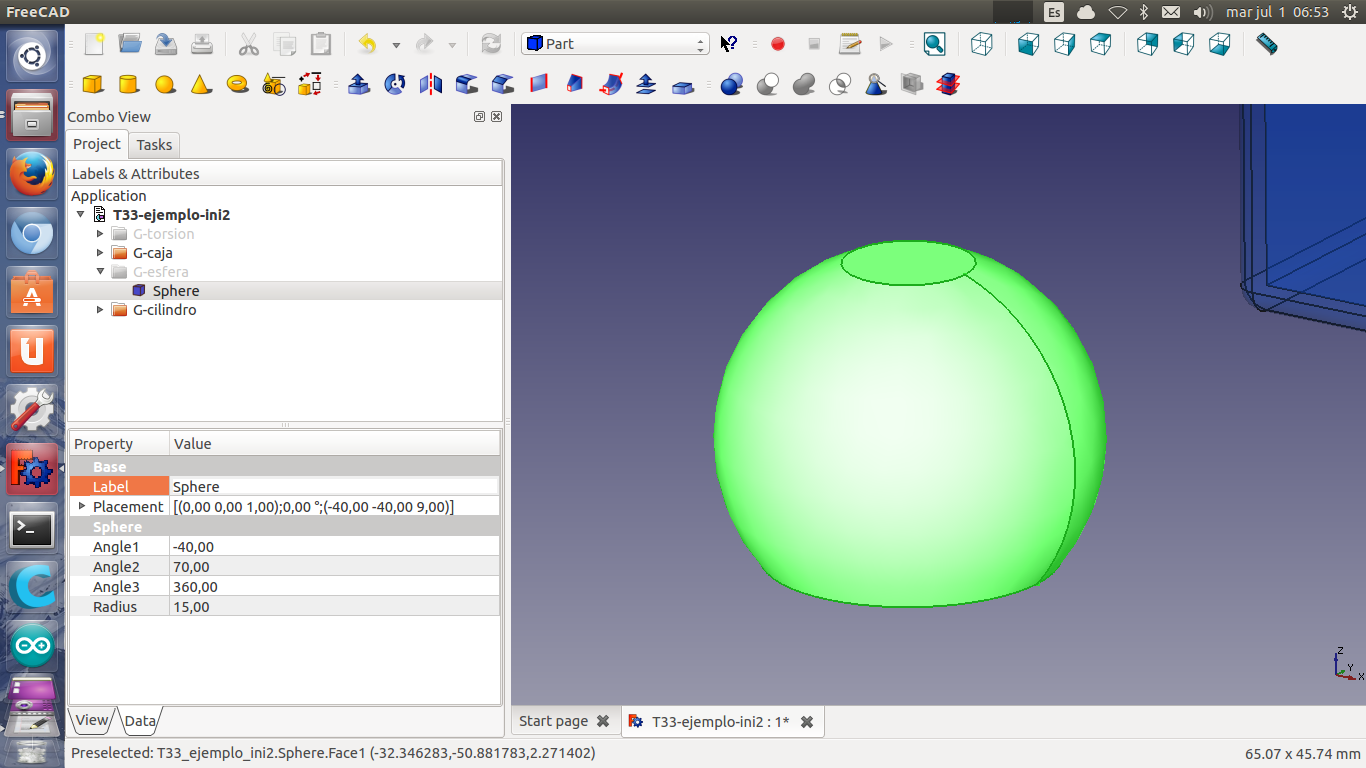 FreeCAD
Es
mar jul 1 06:53
Part
Combo View
Project
Tasks
Labels & Attributes
Application
T33-ejemplo-ini2
G-torsion
G-caja
G-esfera
Sphere
G-cilindro
Property Value
Base
Label Sphere
Placement [(0,00 0,00 1,00);0,00 °;(-40,00 -40,00 9,00)]
Sphere
Angle1 -40,00
Angle2 70,00
Angle3 360,00
Radius 15,00
Z
Y
X
View
Data
Start page
T33-ejemplo-ini2 : 1*
Preselected: T33_ejemplo_ini2.Sphere.Face1 (-32.346283,-50.881783,2.271402)
65.07 x 45.74 mm